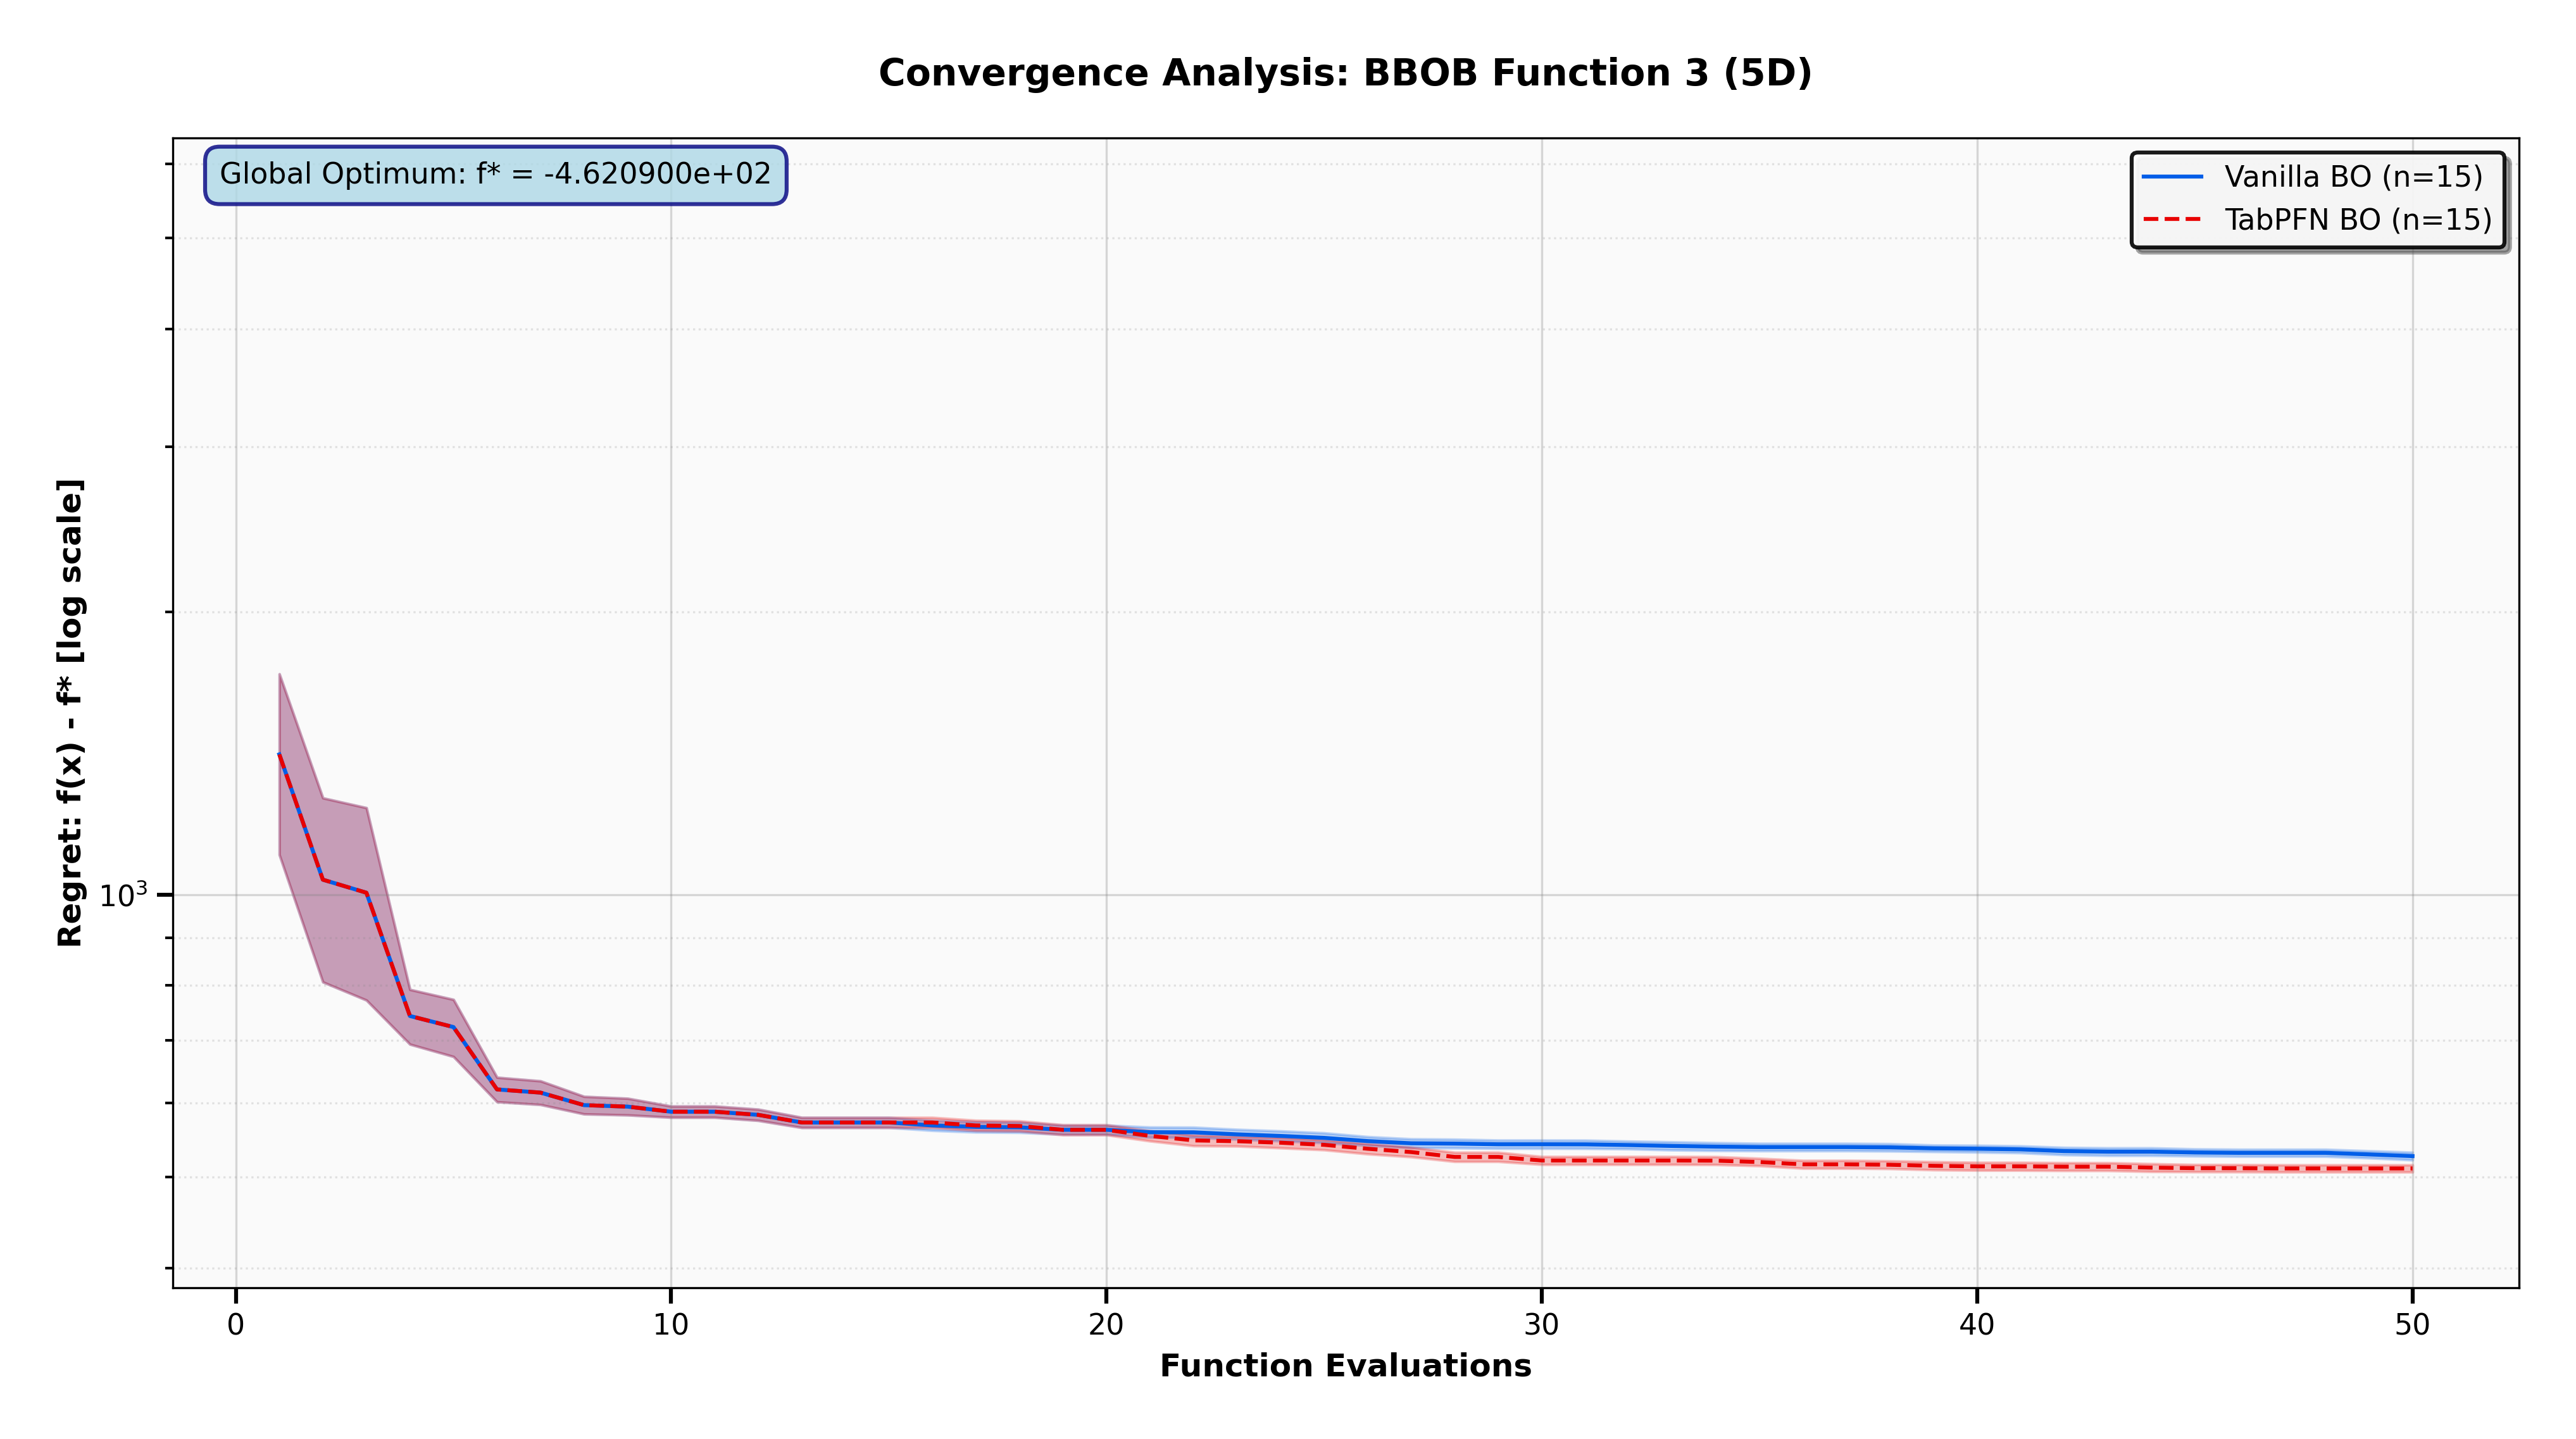 Convergence Analysis: BBOB Function 3 (5D)
Global Optimum: f* = -4.620900e+02
Vanilla BO (n=15)
TabPFN BO (n=15)
Regret: f(x) - f* [log scale]
10³
0 10 20 30 40 50
Function Evaluations